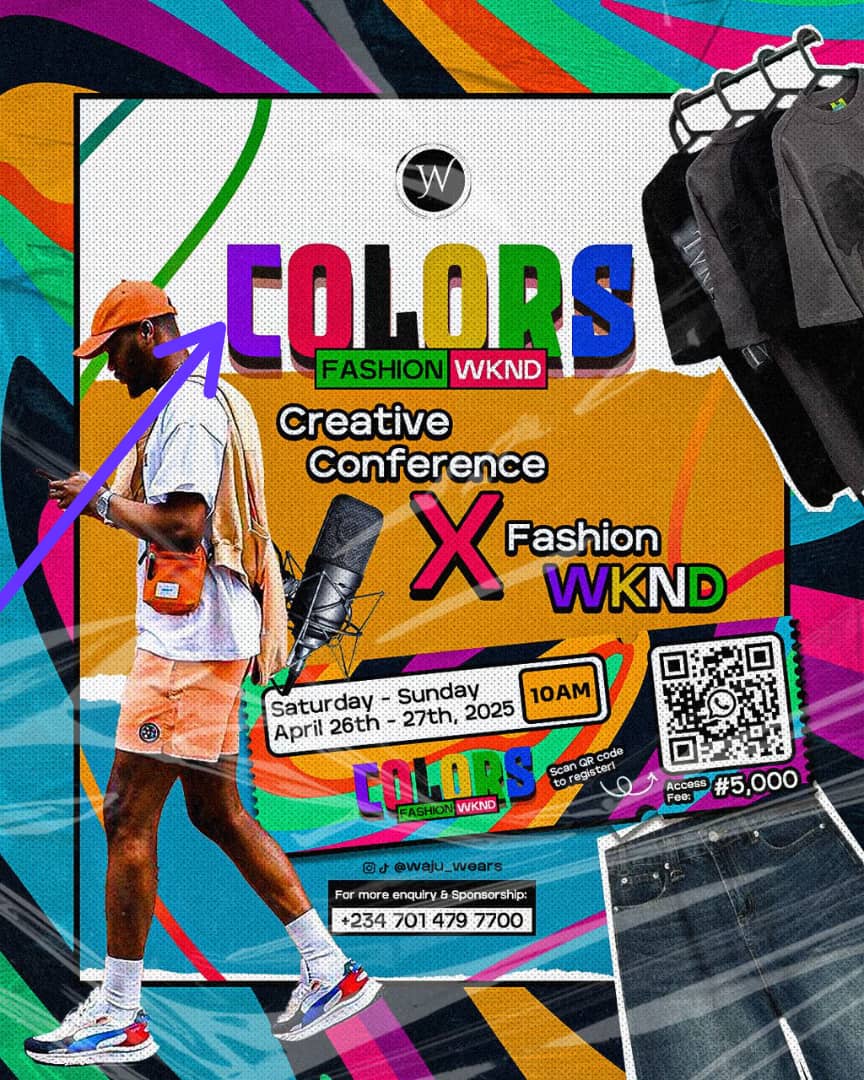 W
COLORS
FASHION WKND
Creative
Conference
X Fashion
WKND
Saturday - Sunday
April 26th - 27th, 2025
10AM
COLORS
FASHION WKND
Scan QR code
to register!
Access
Fee: #5,000
@waju_wears
For more enquiry & Sponsorship:
+234 701 479 7700